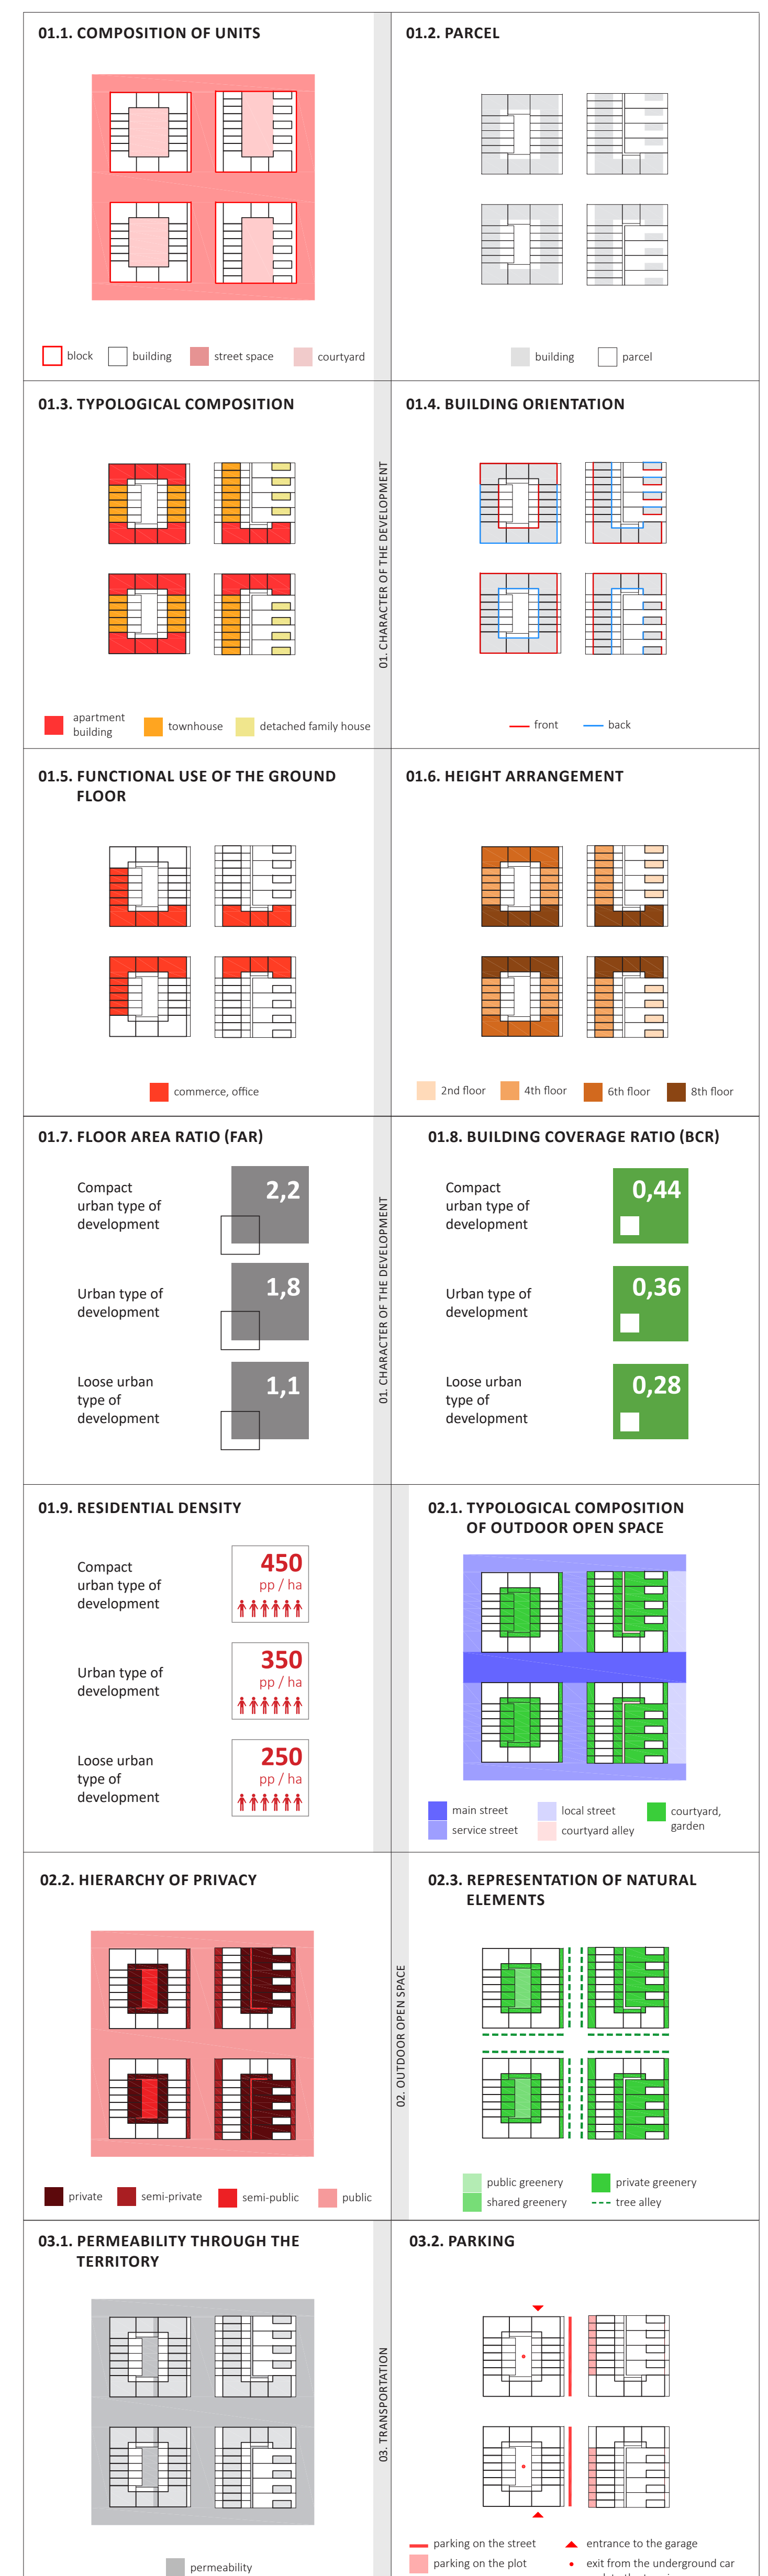 01.1. COMPOSITION OF UNITS
block
building
street space
courtyard
01.2. PARCEL
building
parcel
01.3. TYPOLOGICAL COMPOSITION
apartment
building
townhouse
detached family house
01. CHARACTER OF THE DEVELOPMENT
01.4. BUILDING ORIENTATION
front
back
01.5. FUNCTIONAL USE OF THE GROUND
FLOOR
commerce, office
01.6. HEIGHT ARRANGEMENT
2nd floor
4th floor
6th floor
8th floor
01.7. FLOOR AREA RATIO (FAR)
Compact
urban type of
development
2,2
Urban type of
development
1,8
Loose urban
type of
development
1,1
01. CHARACTER OF THE DEVELOPMENT
01.8. BUILDING COVERAGE RATIO (BCR)
Compact
urban type of
development
0,44
Urban type of
development
0,36
Loose urban
type of
development
0,28
01.9. RESIDENTIAL DENSITY
Compact
urban type of
development
450
pp / ha
Urban type of
development
350
pp / ha
Loose urban
type of
development
250
pp / ha
02.1. TYPOLOGICAL COMPOSITION
OF OUTDOOR OPEN SPACE
main street
service street
local street
courtyard alley
courtyard,
garden
02.2. HIERARCHY OF PRIVACY
private
semi-private
semi-public
public
02. OUTDOOR OPEN SPACE
02.3. REPRESENTATION OF NATURAL
ELEMENTS
public greenery
shared greenery
private greenery
tree alley
03.1. PERMEABILITY THROUGH THE
TERRITORY
permeability
03. TRANSPORTATION
03.2. PARKING
parking on the street
parking on the plot
entrance to the garage
exit from the underground car